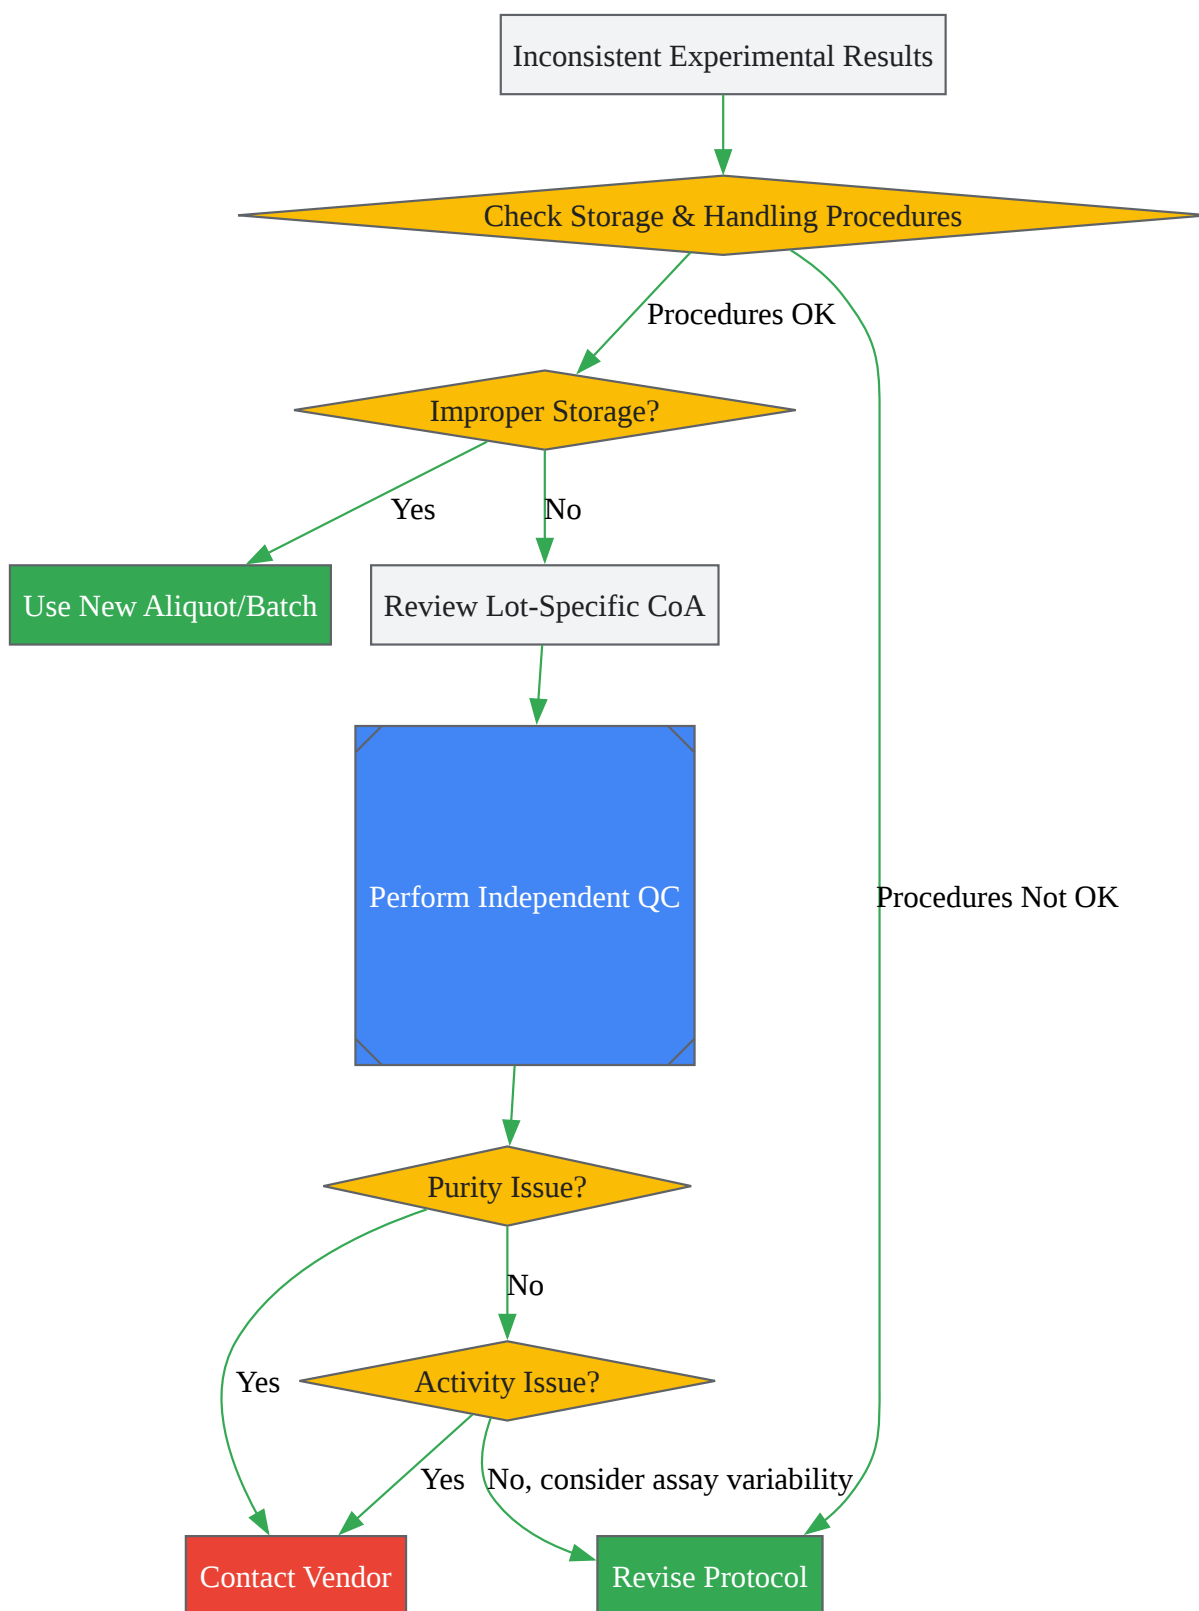 Inconsistent Experimental Results
Check Storage & Handling Procedures
Procedures OK
Improper Storage?
Yes
No
Use New Aliquot/Batch
Review Lot-Specific CoA
Perform Independent QC
Procedures Not OK
Purity Issue?
No
Yes
Activity Issue?
Yes
No, consider assay variability
Contact Vendor
Revise Protocol